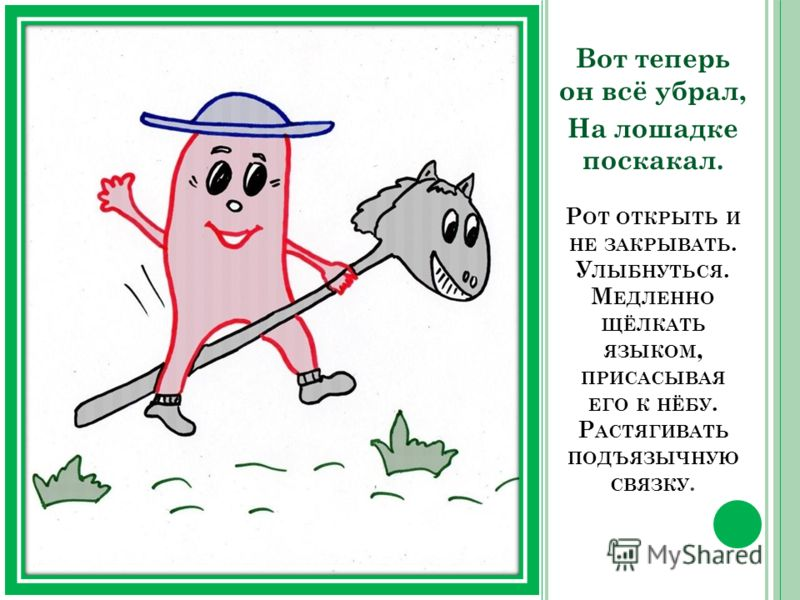 Вот теперь
он всё убрал,
На лошадке
поскакал.
Рот открыть и
не закрывать.
Улыбнуться.
Медленно
щёлкать
языком,
присасывая
его к нёбу.
Растягивать
подъязычную
связку.
MyShared